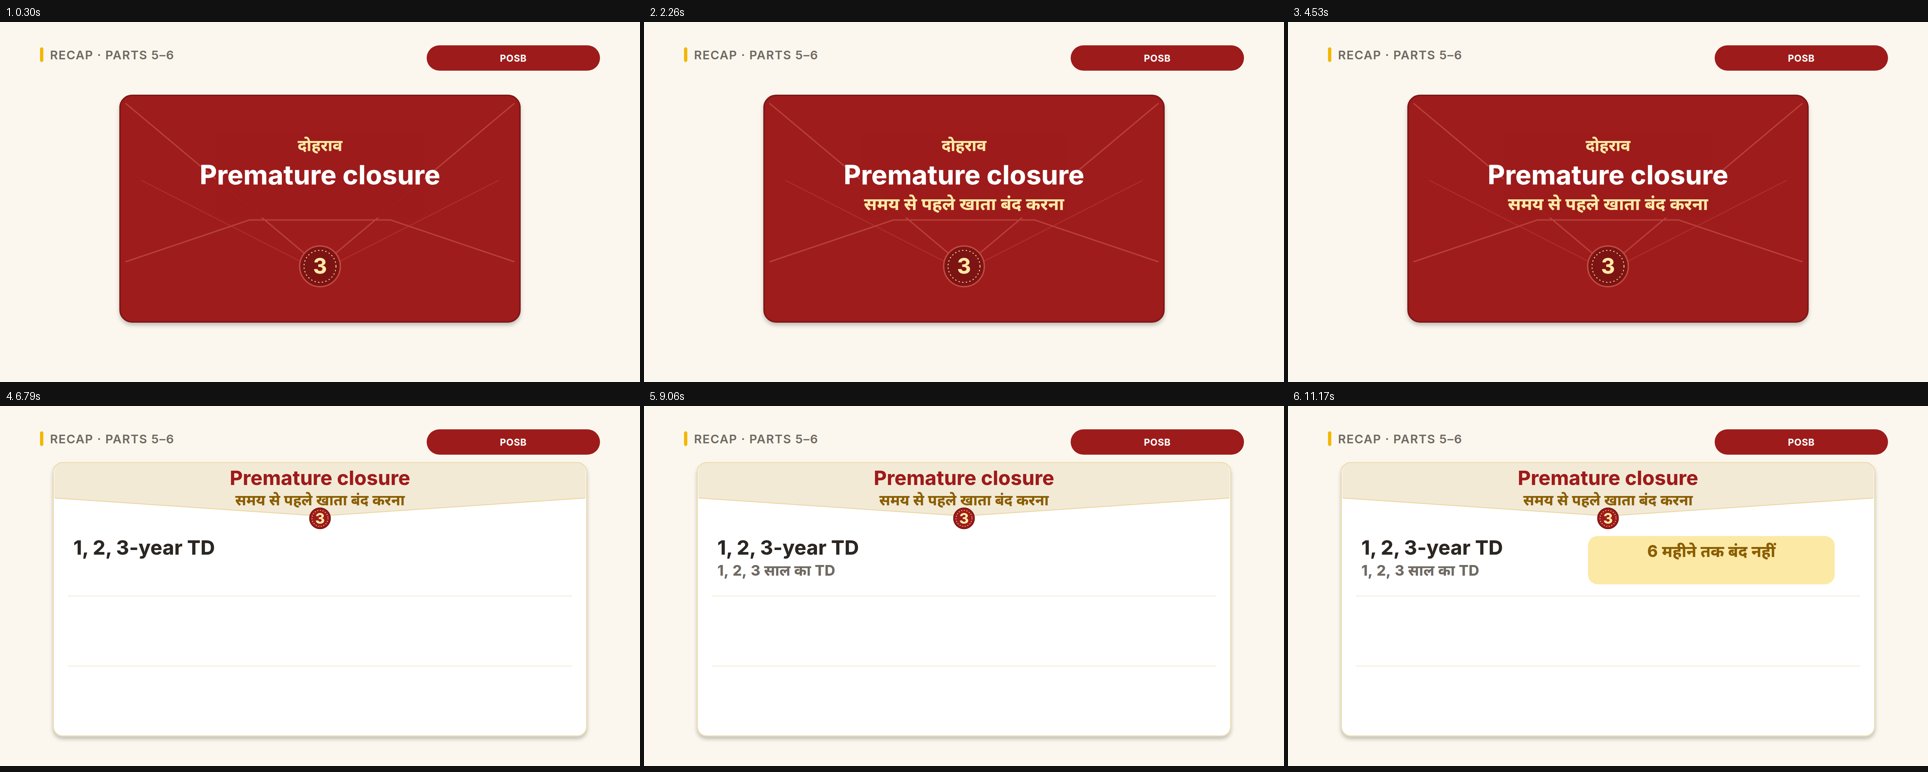 1. 0.30s
RECAP · PARTS 5–6
POSB
दोहराव
Premature closure
3
2. 2.26s
RECAP · PARTS 5–6
POSB
दोहराव
Premature closure
समय से पहले खाता बंद करना
3
3. 4.53s
RECAP · PARTS 5–6
POSB
दोहराव
Premature closure
समय से पहले खाता बंद करना
3
4. 6.79s
RECAP · PARTS 5–6
POSB
Premature closure
समय से पहले खाता बंद करना
3
1, 2, 3-year TD
5. 9.06s
RECAP · PARTS 5–6
POSB
Premature closure
समय से पहले खाता बंद करना
3
1, 2, 3-year TD
1, 2, 3 साल का TD
6. 11.17s
RECAP · PARTS 5–6
POSB
Premature closure
समय से पहले खाता बंद करना
3
1, 2, 3-year TD
6 महीने तक बंद नहीं
1, 2, 3 साल का TD